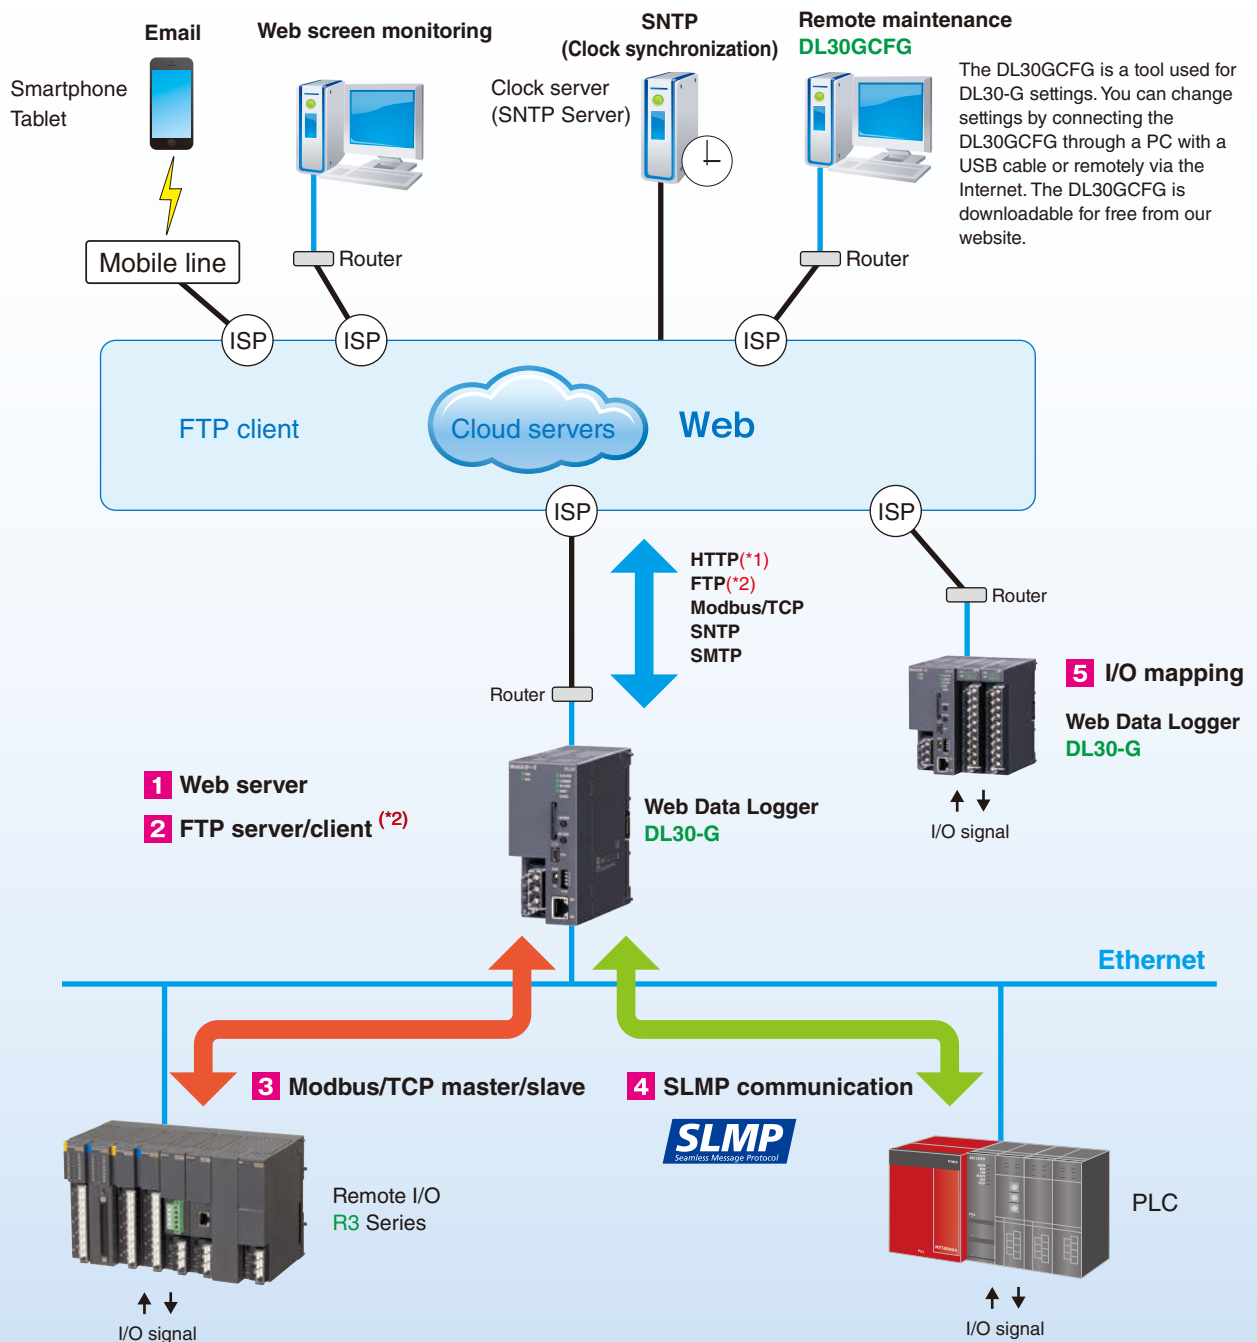 Email
Smartphone
Tablet
Web screen monitoring
SNTP
(Clock synchronization)
Clock server
(SNTP Server)
Remote maintenance
DL30GCFG
The DL30GCFG is a tool used for
DL30-G settings. You can change
settings by connecting the
DL30GCFG through a PC with a
USB cable or remotely via the
Internet. The DL30GCFG is
downloadable for free from our
website.
Mobile line
Router
Router
ISP
ISP
ISP
FTP client
Cloud servers
Web
ISP
ISP
HTTP(*1)
FTP(*2)
Modbus/TCP
SNTP
SMTP
Router
Router
1 Web server
2 FTP server/client (*2)
Web Data Logger
DL30-G
5 I/O mapping
Web Data Logger
DL30-G
I/O signal
Ethernet
3 Modbus/TCP master/slave
4 SLMP communication
SLMP
Seamless Message Protocol
Remote I/O
R3 Series
I/O signal
PLC
MITSUBISHI
I/O signal